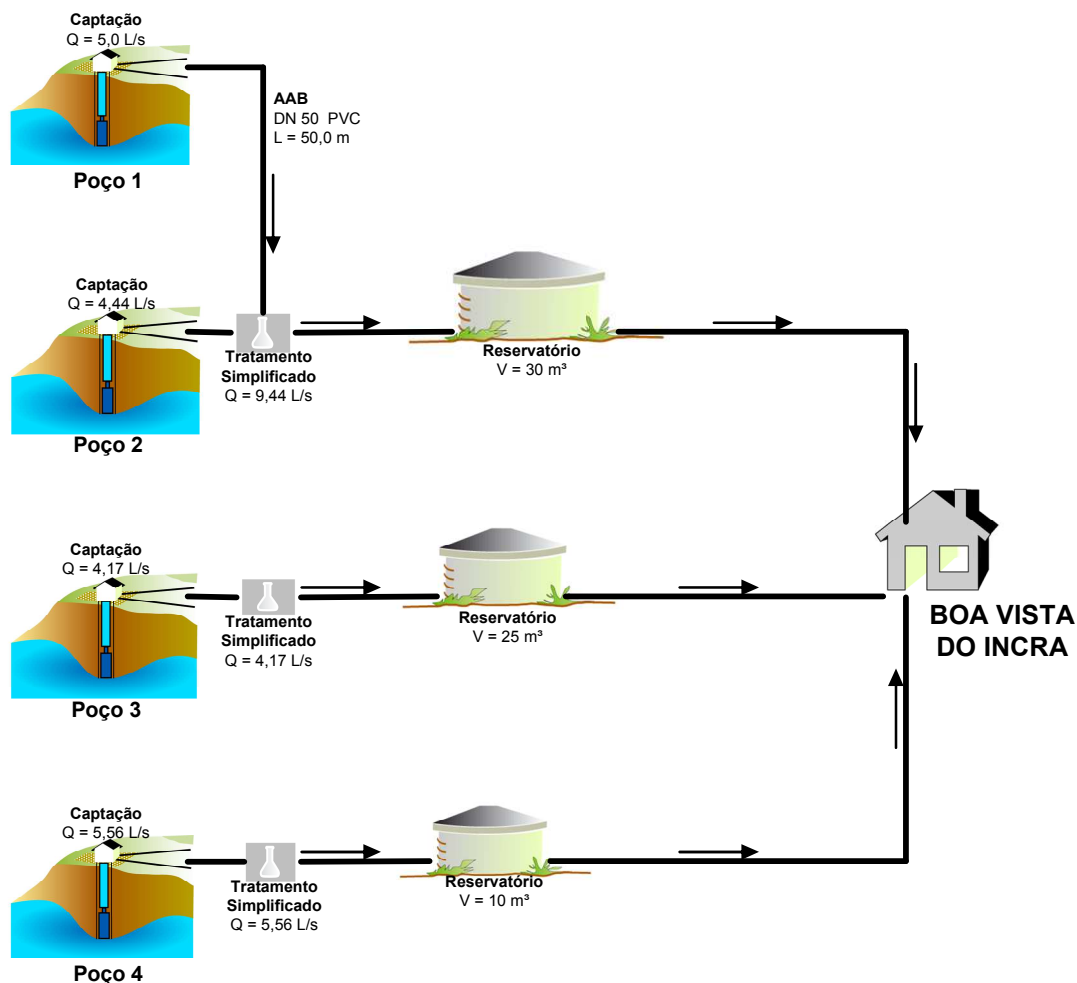 Captação
Q = 5,0 L/s
AAB
DN 50 PVC
L = 50,0 m
Poço 1
Captação
Q = 4,44 L/s
Tratamento
Simplificado
Q = 9,44 L/s
Reservatório
V = 30 m³
Poço 2
Captação
Q = 4,17 L/s
Tratamento
Simplificado
Q = 4,17 L/s
Reservatório
V = 25 m³
BOA VISTA
DO INCRA
Poço 3
Captação
Q = 5,56 L/s
Tratamento
Simplificado
Q = 5,56 L/s
Reservatório
V = 10 m³
Poço 4